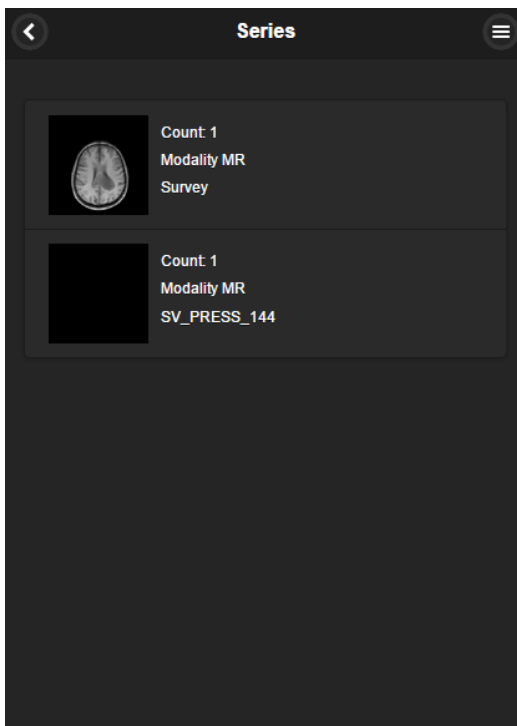 Series
Count: 1
Modality MR
Survey
Count: 1
Modality MR
SV_PRESS_144